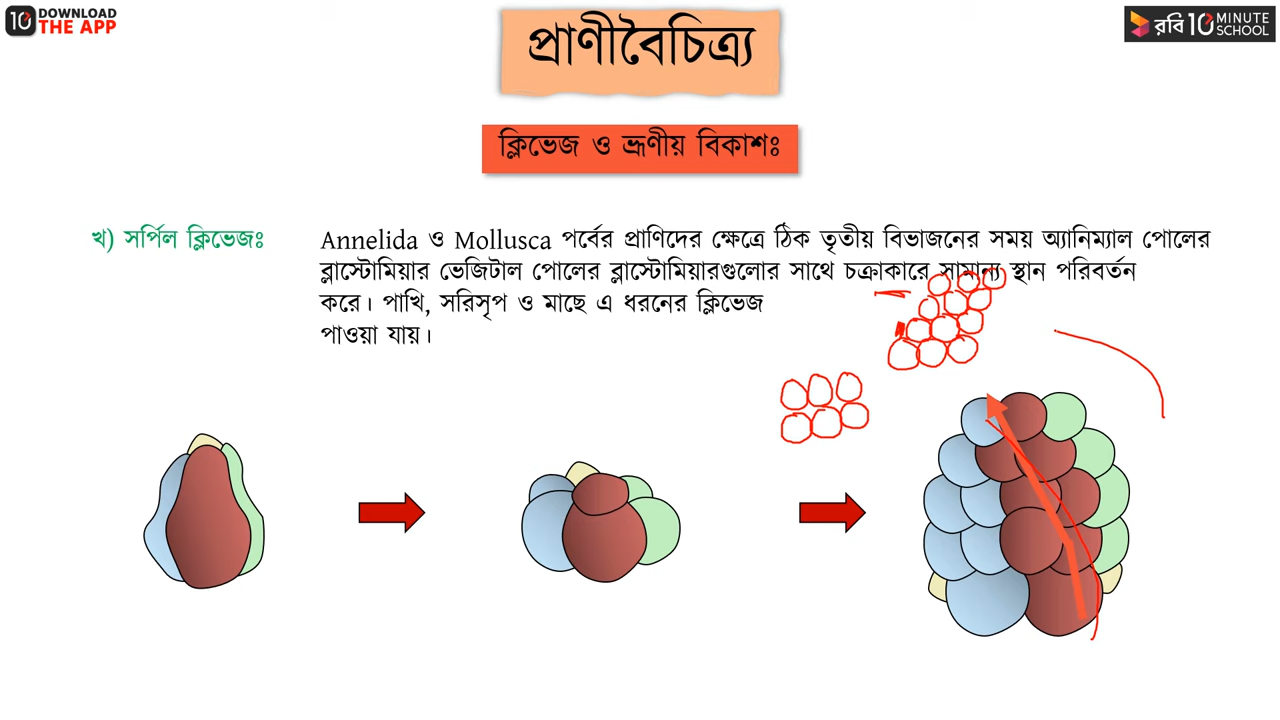 10 DOWNLOAD THE APP
রবি 10 MINUTE SCHOOL
প্রাণীবৈচিত্র্য
ক্লিভেজ ও ভ্রূণীয় বিকাশঃ
খ) সর্পিল ক্লিভেজঃ
Annelida ও Mollusca পর্বের প্রাণিদের ক্ষেত্রে ঠিক তৃতীয় বিভাজনের সময় অ্যানিম্যাল পোলের
ব্লাস্টোমিয়ার ভেজিটাল পোলের ব্লাস্টোমিয়ারগুলোর সাথে চক্রাকারে সামান্য স্থান পরিবর্তন
করে। পাখি, সরিসৃপ ও মাছে এ ধরনের ক্লিভেজ
পাওয়া যায়।